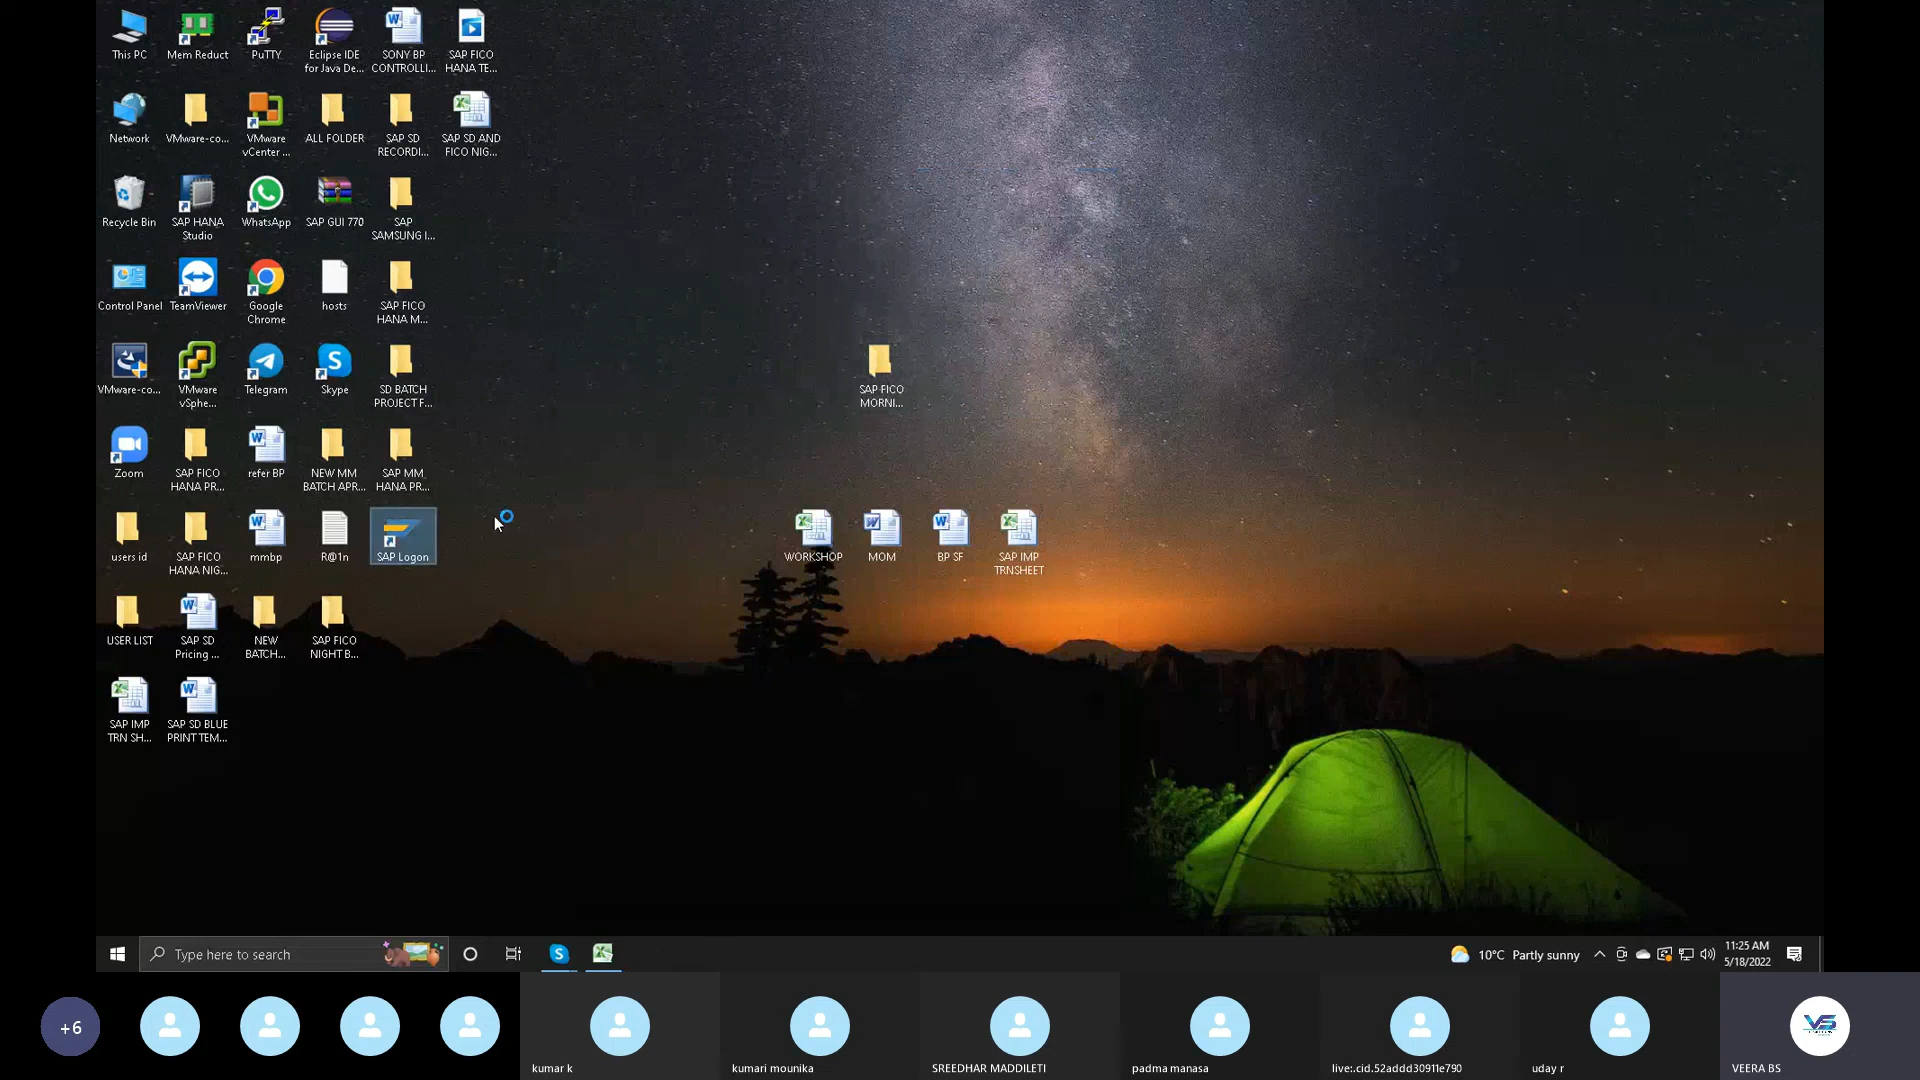 This PC
Mem Reduct
PuTTY
Eclipse IDE
for Java De...
SONY BP
CONTROLLI...
SAP FICO
HANA TE...
Network
VMware-co...
VMware
vCenter ...
ALL FOLDER
SAP SD
RECORDI...
SAP SD AND
FICO NIG...
Recycle Bin
SAP HANA
Studio
WhatsApp
SAP GUI 770
SAP
SAMSUNG I...
Control Panel
TeamViewer
Google
Chrome
hosts
SAP FICO
HANA M...
VMware-co...
VMware
vSphe...
Telegram
Skype
SD BATCH
PROJECT F...
SAP FICO
MORNI...
Zoom
SAP FICO
HANA PR...
refer BP
NEW MM
BATCH APR...
SAP MM
HANA PR...
users id
SAP FICO
HANA NIG...
mmbp
R@1n
SAP Logon
WORKSHOP
MOM
BP SF
SAP IMP
TRNSHEET
USER LIST
SAP SD
Pricing ...
NEW
BATCH...
SAP FICO
NIGHT B...
SAP IMP
TRN SH...
SAP SD BLUE
PRINT TEM...
Type here to search
10°C Partly sunny
11:25 AM
5/18/2022
+6
kumar k
kumari mounika
SREEDHAR MADDILETI
padma manasa
live:.cid.52addd30911e790
uday r
VS
VEERA BS